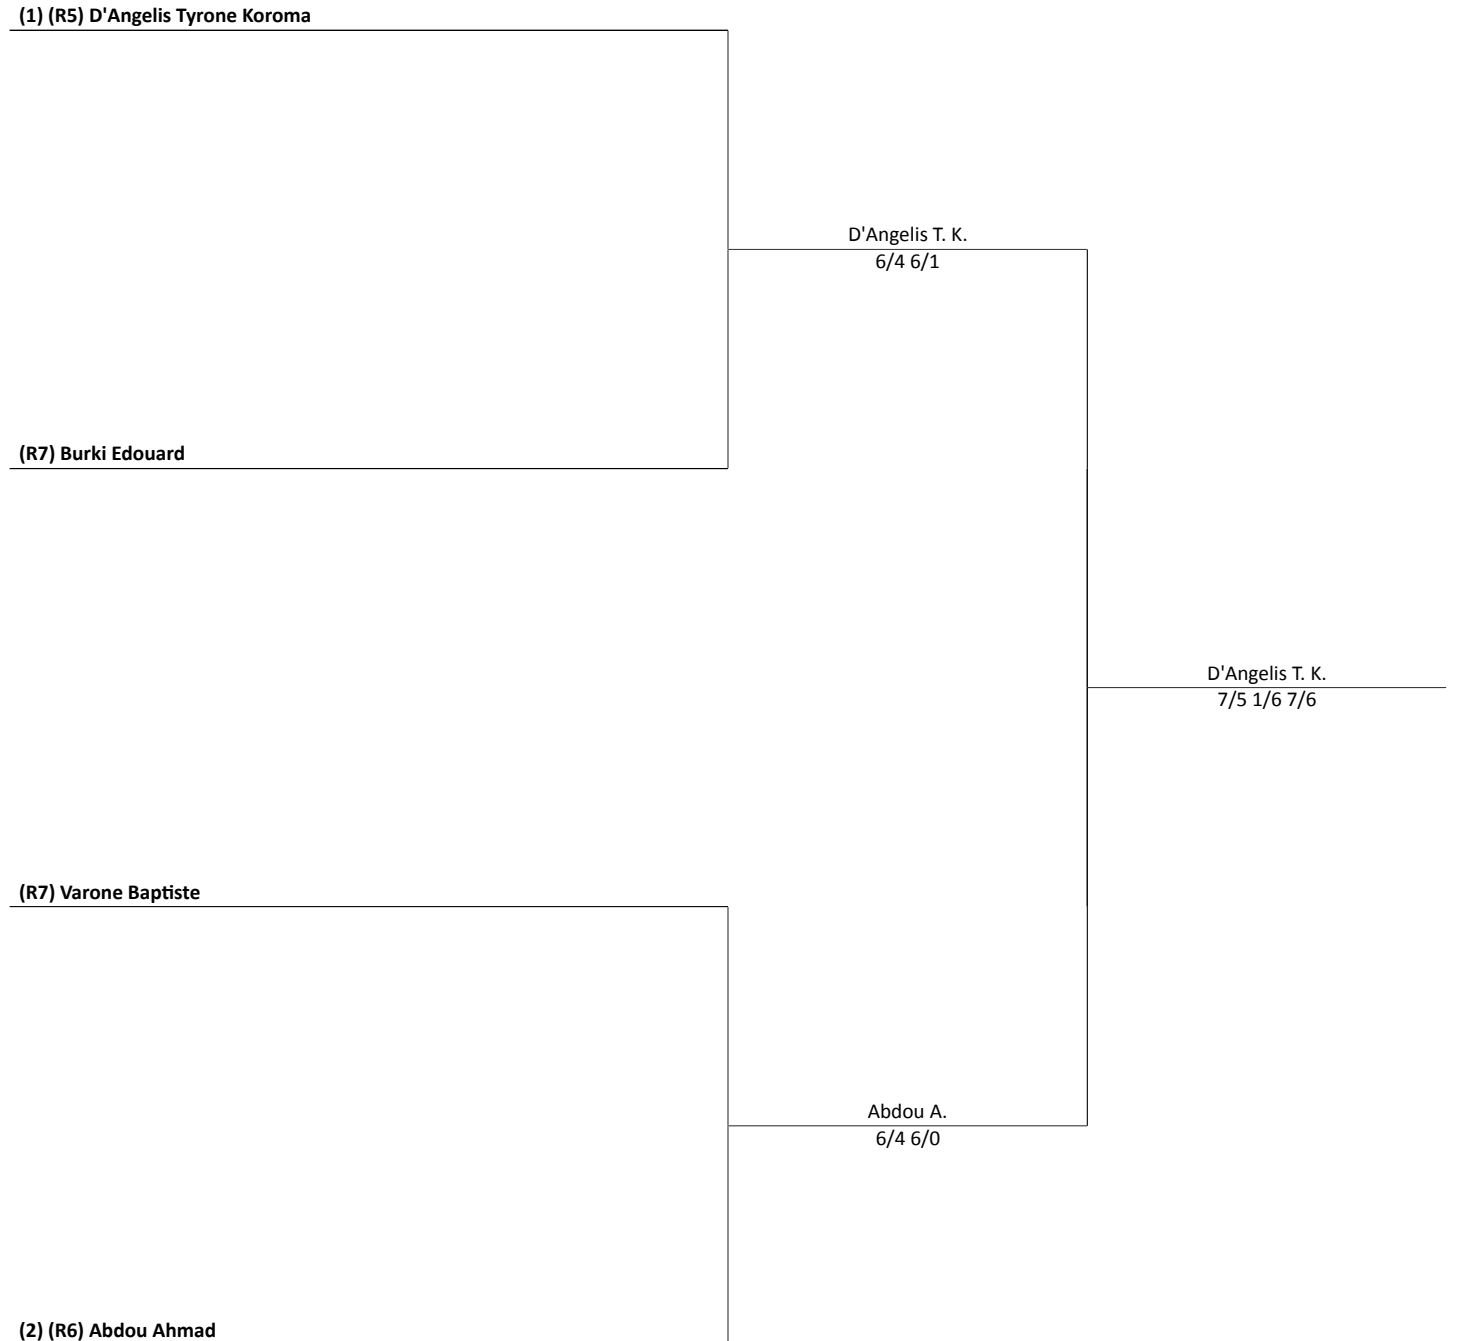 (1) (R5) D'Angelis Tyrone Koroma
D'Angelis T. K.
6/4 6/1
(R7) Burki Edouard
D'Angelis T. K.
7/5 1/6 7/6
(R7) Varone Baptiste
Abdou A.
6/4 6/0
(2) (R6) Abdou Ahmad